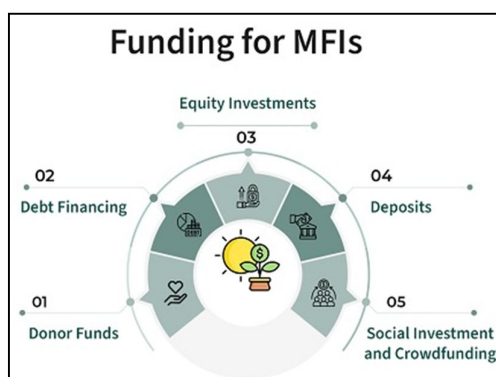 Funding for MFIs
Equity Investments
03
02
Debt Financing
04
Deposits
01
Donor Funds
05
Social Investment
and Crowdfunding
DEBT
$